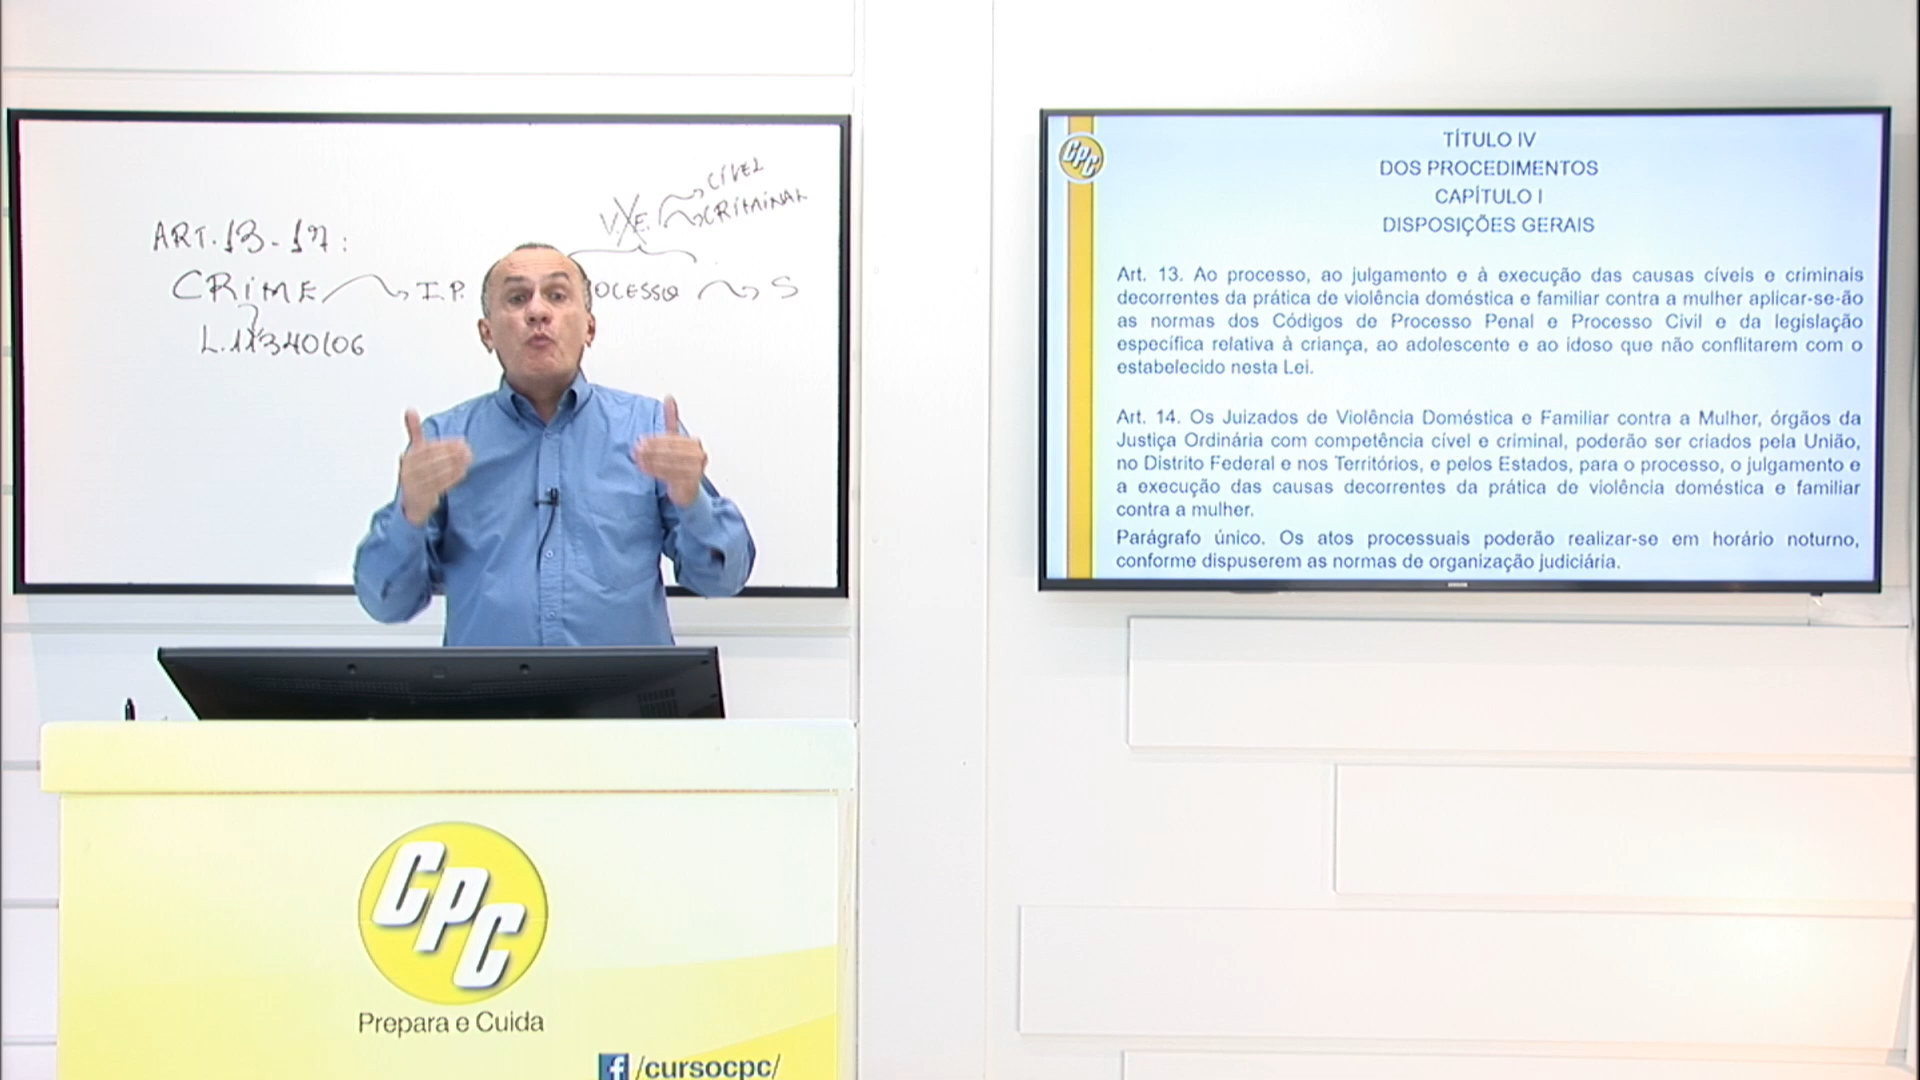 CÍVEL
V.E. CRIMINAL
ART. 13 - 17:
CRIME I.P. OCESSO S
L. 11340/06
CPC
TÍTULO IV
DOS PROCEDIMENTOS
CAPÍTULO I
DISPOSIÇÕES GERAIS
Art. 13. Ao processo, ao julgamento e à execução das causas cíveis e criminais
decorrentes da prática de violência doméstica e familiar contra a mulher aplicar-se-ão
as normas dos Códigos de Processo Penal e Processo Civil e da legislação
específica relativa à criança, ao adolescente e ao idoso que não conflitarem com o
estabelecido nesta Lei.
Art. 14. Os Juizados de Violência Doméstica e Familiar contra a Mulher, órgãos da
Justiça Ordinária com competência cível e criminal, poderão ser criados pela União,
no Distrito Federal e nos Territórios, e pelos Estados, para o processo, o julgamento e
a execução das causas decorrentes da prática de violência doméstica e familiar
contra a mulher.
Parágrafo único. Os atos processuais poderão realizar-se em horário noturno,
conforme dispuserem as normas de organização judiciária.
CPC
Prepara e Cuida
f /cursocpc/